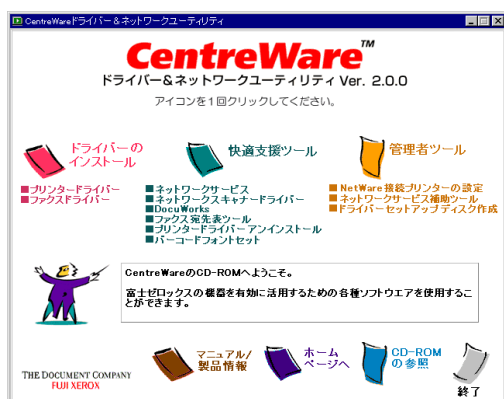 CentreWareドライバー&ネットワークユーティリティ
CentreWare™
ドライバー&ネットワークユーティリティ Ver. 2.0.0
アイコンを1回クリックしてください。
ドライバーの
インストール
■プリンタードライバー
■ファクスドライバー
快適支援ツール
■ネットワークサービス
■ネットワークスキャナードライバー
■DocuWorks
■ファクス宛先表ツール
■プリンタードライバーアンインストール
■バーコードフォントセット
管理者ツール
■NetWare接続プリンターの設定
■ネットワークサービス補助ツール
■ドライバーセットアップディスク作成
CentreWareのCD-ROMへようこそ。
富士ゼロックスの機器を有効に活用するための各種ソフトウエアを使用するこ
とができます。
THE DOCUMENT COMPANY
FUJI XEROX
マニュアル/
製品情報
ホーム
ページへ
CD-ROM
の参照
終了